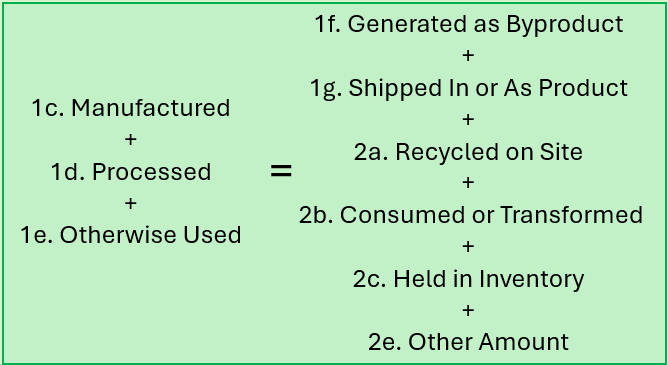 1c. Manufactured
+
1d. Processed
+
1e. Otherwise Used
=
1f. Generated as Byproduct
+
1g. Shipped In or As Product
+
2a. Recycled on Site
+
2b. Consumed or Transformed
+
2c. Held in Inventory
+
2e. Other Amount